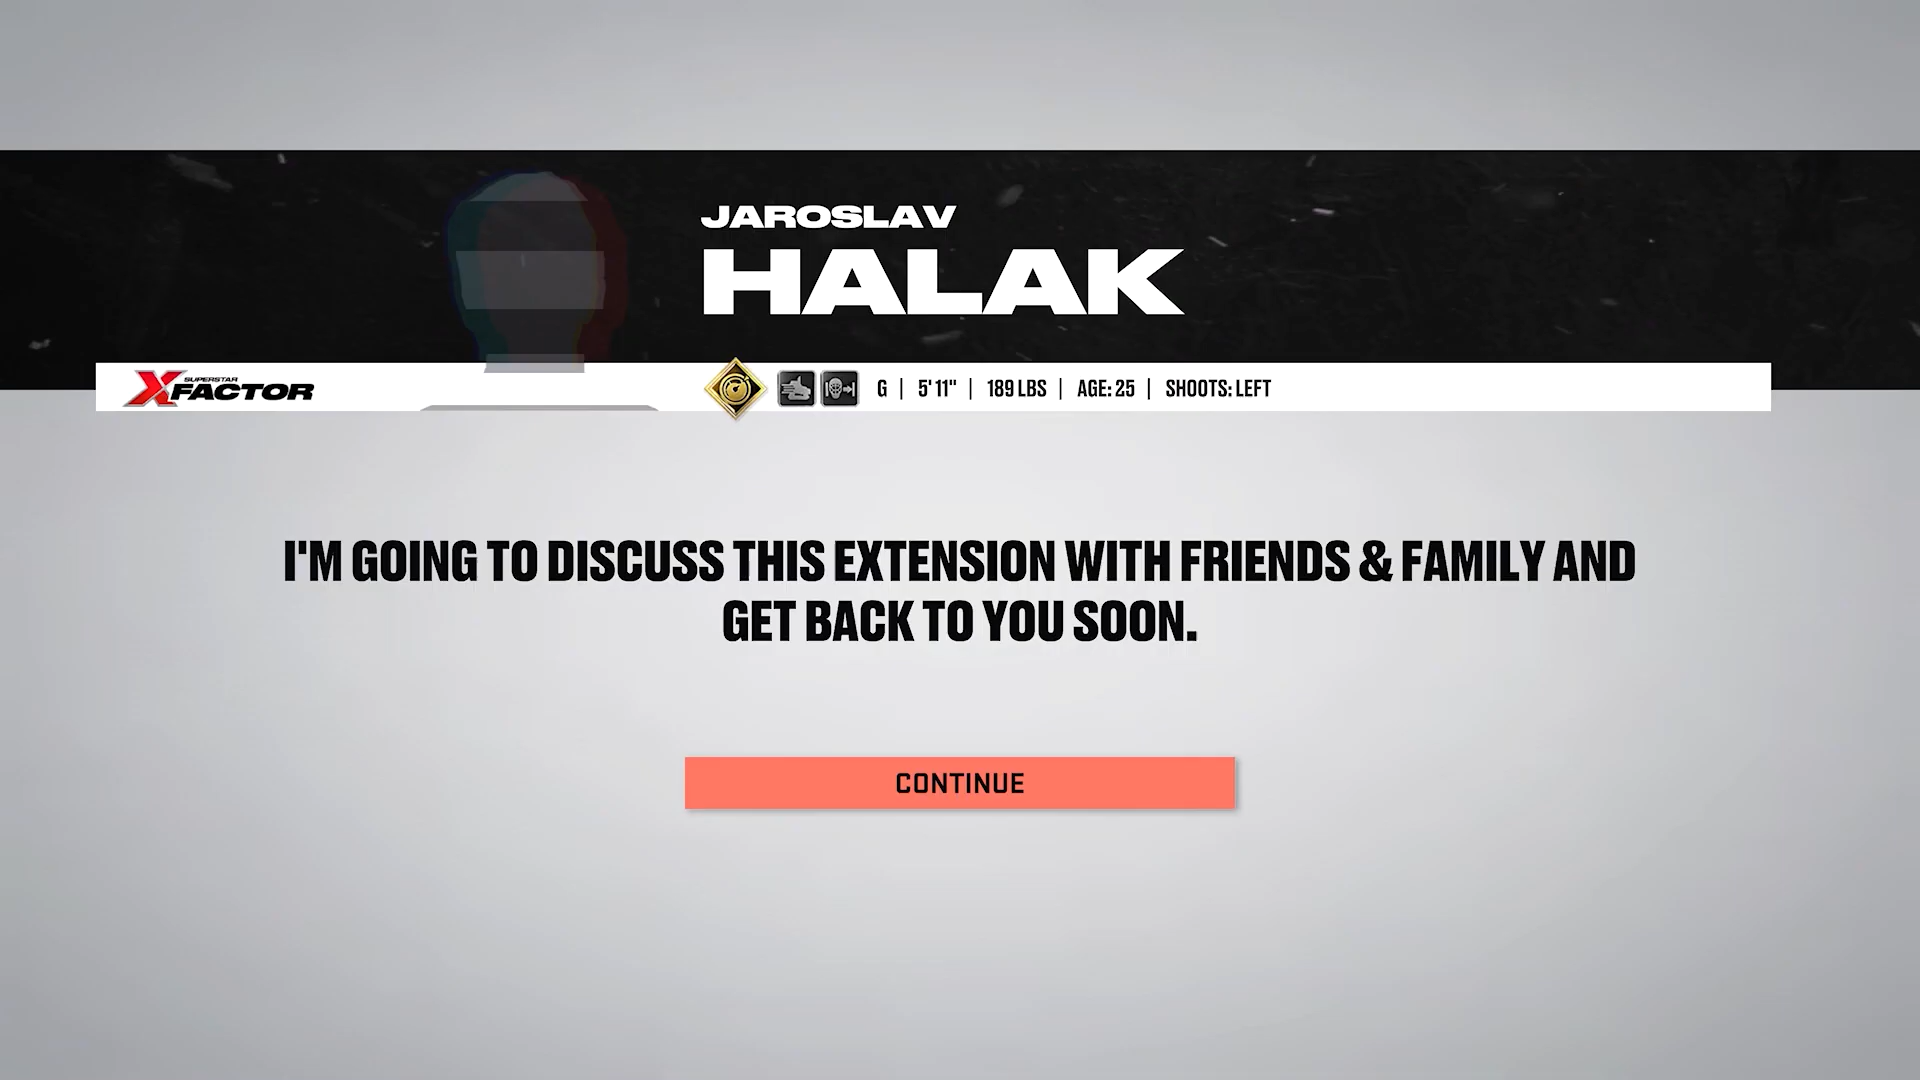 JAROSLAV
HALAK
SUPERSTAR
XFACTOR
G | 5'11" | 189 LBS | AGE: 25 | SHOOTS: LEFT
I'M GOING TO DISCUSS THIS EXTENSION WITH FRIENDS & FAMILY AND
GET BACK TO YOU SOON.
CONTINUE